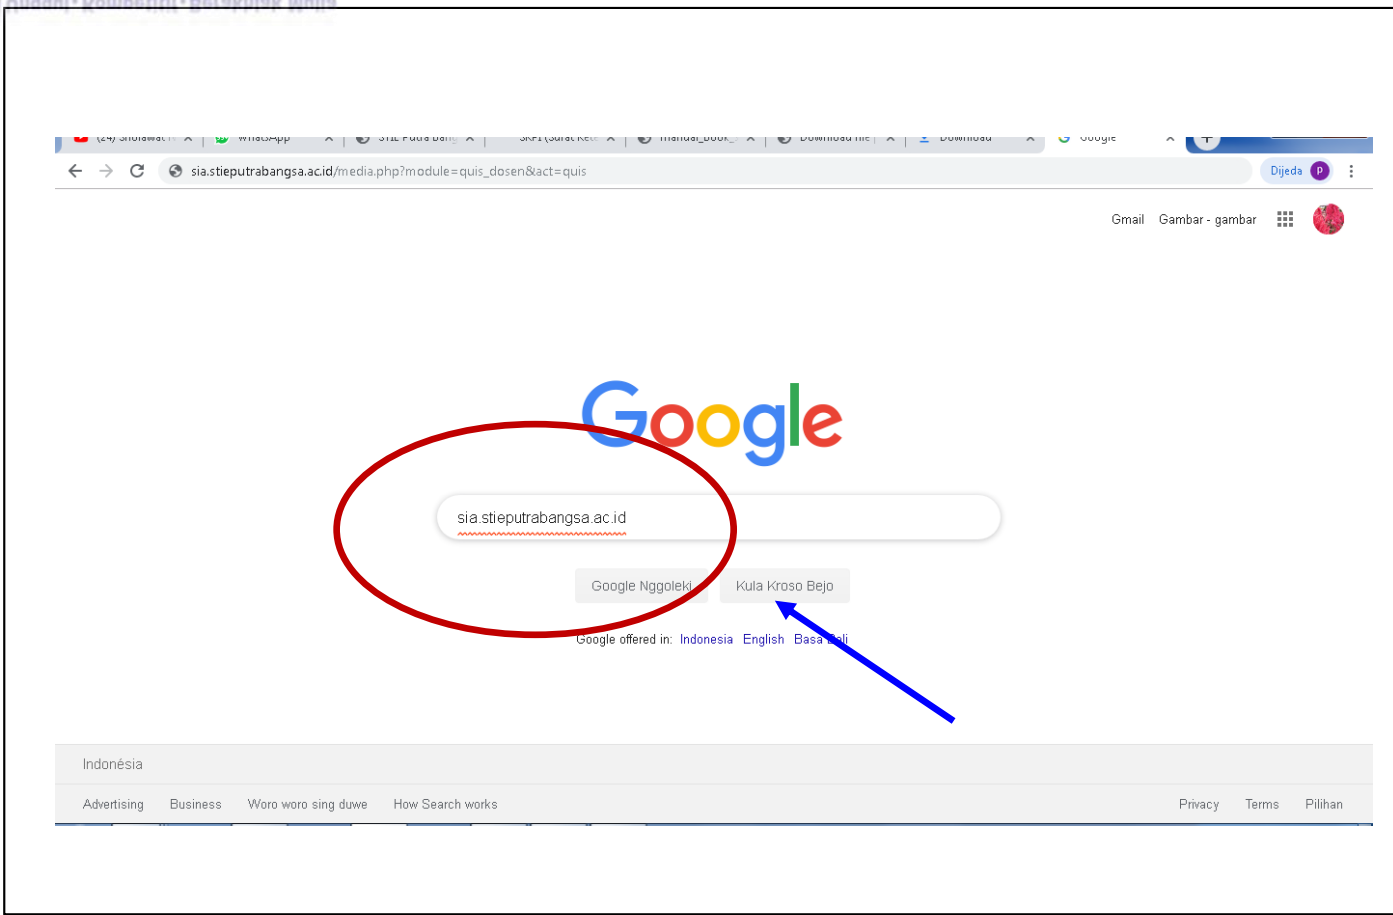 WhatsApp
Google
sia.stieputrabangsa.ac.id/media.php?module=quis_dosen&act=quis
Dijeda P
Gmail Gambar - gambar
Google
sia.stieputrabangsa.ac.id
Google Nggoleki Kula Kroso Bejo
Google offered in: Indonesia English Basa Bali
Indonésia
Advertising Business Woro woro sing duwe How Search works
Privacy Terms Pilihan